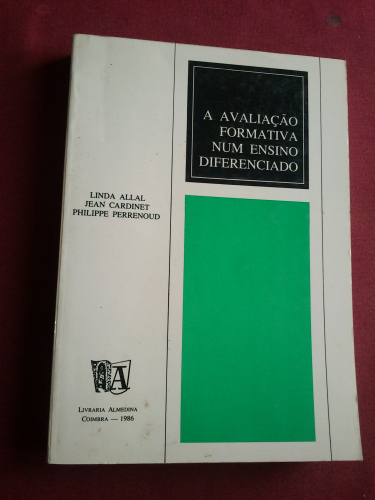 A AVALIAÇÃO
FORMATIVA
NUM ENSINO
DIFERENCIADO
LINDA ALLAL
JEAN CARDINET
PHILIPPE PERRENOUD
A
LIVRARIA ALMEDINA
COIMBRA — 1986